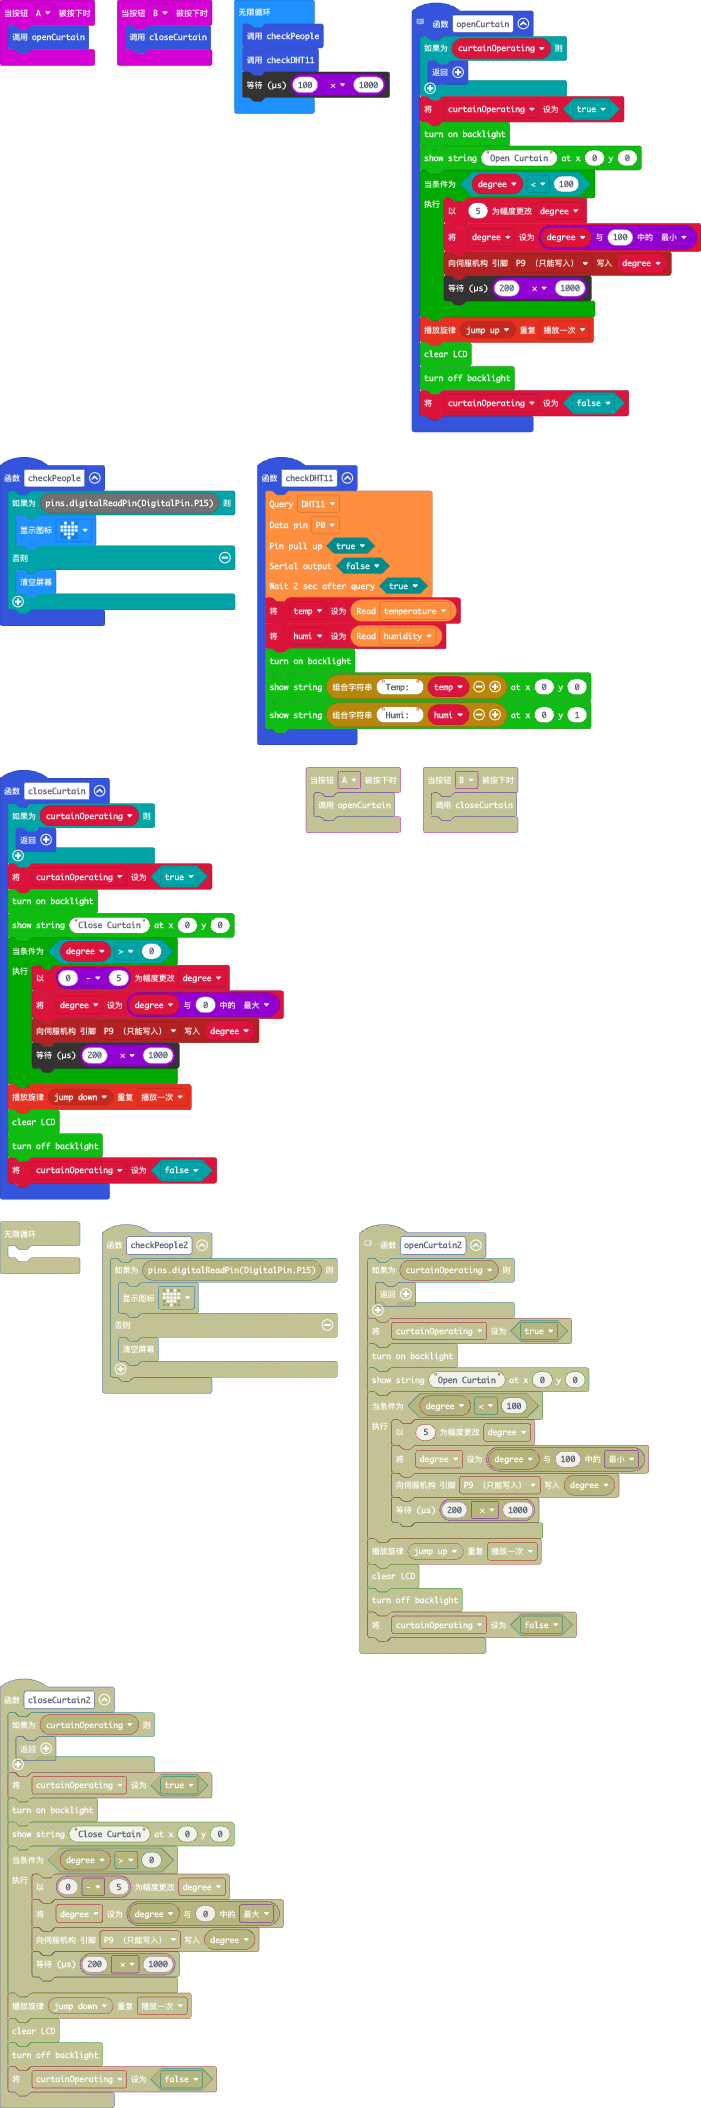 当按钮 A 被按下时
调用 openCurtain
当按钮 B 被按下时
调用 closeCurtain
无限循环
调用 checkPeople
调用 checkDHT11
等待 (μs) 100 × 1000
函数 openCurtain
如果为 curtainOperating 则
返回
将 curtainOperating 设为 true
turn on backlight
show string "Open Curtain" at x 0 y 0
当条件为 degree < 100
执行
以 5 为幅度更改 degree
将 degree 设为 degree 与 100 中的 最小
向伺服机构 引脚 P9 (只能写入) 写入 degree
等待 (μs) 200 × 1000
播放旋律 jump up 重复 播放一次
clear LCD
turn off backlight
将 curtainOperating 设为 false
函数 checkPeople
如果为 pins.digitalReadPin(DigitalPin.P15) 则
显示图标
否则
清空屏幕
函数 checkDHT11
Query DHT11
Data pin P0
Pin pull up true
Serial output false
Wait 2 sec after query true
将 temp 设为 Read temperature
将 humi 设为 Read humidity
turn on backlight
show string 组合字符串 "Temp: " temp at x 0 y 0
show string 组合字符串 "Humi: " humi at x 0 y 1
函数 closeCurtain
如果为 curtainOperating 则
返回
将 curtainOperating 设为 true
turn on backlight
show string "Close Curtain" at x 0 y 0
当条件为 degree > 0
执行
以 0 - 5 为幅度更改 degree
将 degree 设为 degree 与 0 中的 最大
向伺服机构 引脚 P9 (只能写入) 写入 degree
等待 (μs) 200 × 1000
播放旋律 jump down 重复 播放一次
clear LCD
turn off backlight
将 curtainOperating 设为 false
当按钮 A 被按下时
调用 openCurtain
当按钮 B 被按下时
调用 closeCurtain
无限循环
函数 checkPeople2
如果为 pins.digitalReadPin(DigitalPin.P15) 则
显示图标
否则
清空屏幕
函数 openCurtain2
如果为 curtainOperating 则
返回
将 curtainOperating 设为 true
turn on backlight
show string "Open Curtain" at x 0 y 0
当条件为 degree < 100
执行
以 5 为幅度更改 degree
将 degree 设为 degree 与 100 中的 最小
向伺服机构 引脚 P9 (只能写入) 写入 degree
等待 (μs) 200 × 1000
播放旋律 jump up 重复 播放一次
clear LCD
turn off backlight
将 curtainOperating 设为 false
函数 closeCurtain2
如果为 curtainOperating 则
返回
将 curtainOperating 设为 true
turn on backlight
show string "Close Curtain" at x 0 y 0
当条件为 degree > 0
执行
以 0 - 5 为幅度更改 degree
将 degree 设为 degree 与 0 中的 最大
向伺服机构 引脚 P9 (只能写入) 写入 degree
等待 (μs) 200 × 1000
播放旋律 jump down 重复 播放一次
clear LCD
turn off backlight
将 curtainOperating 设为 false